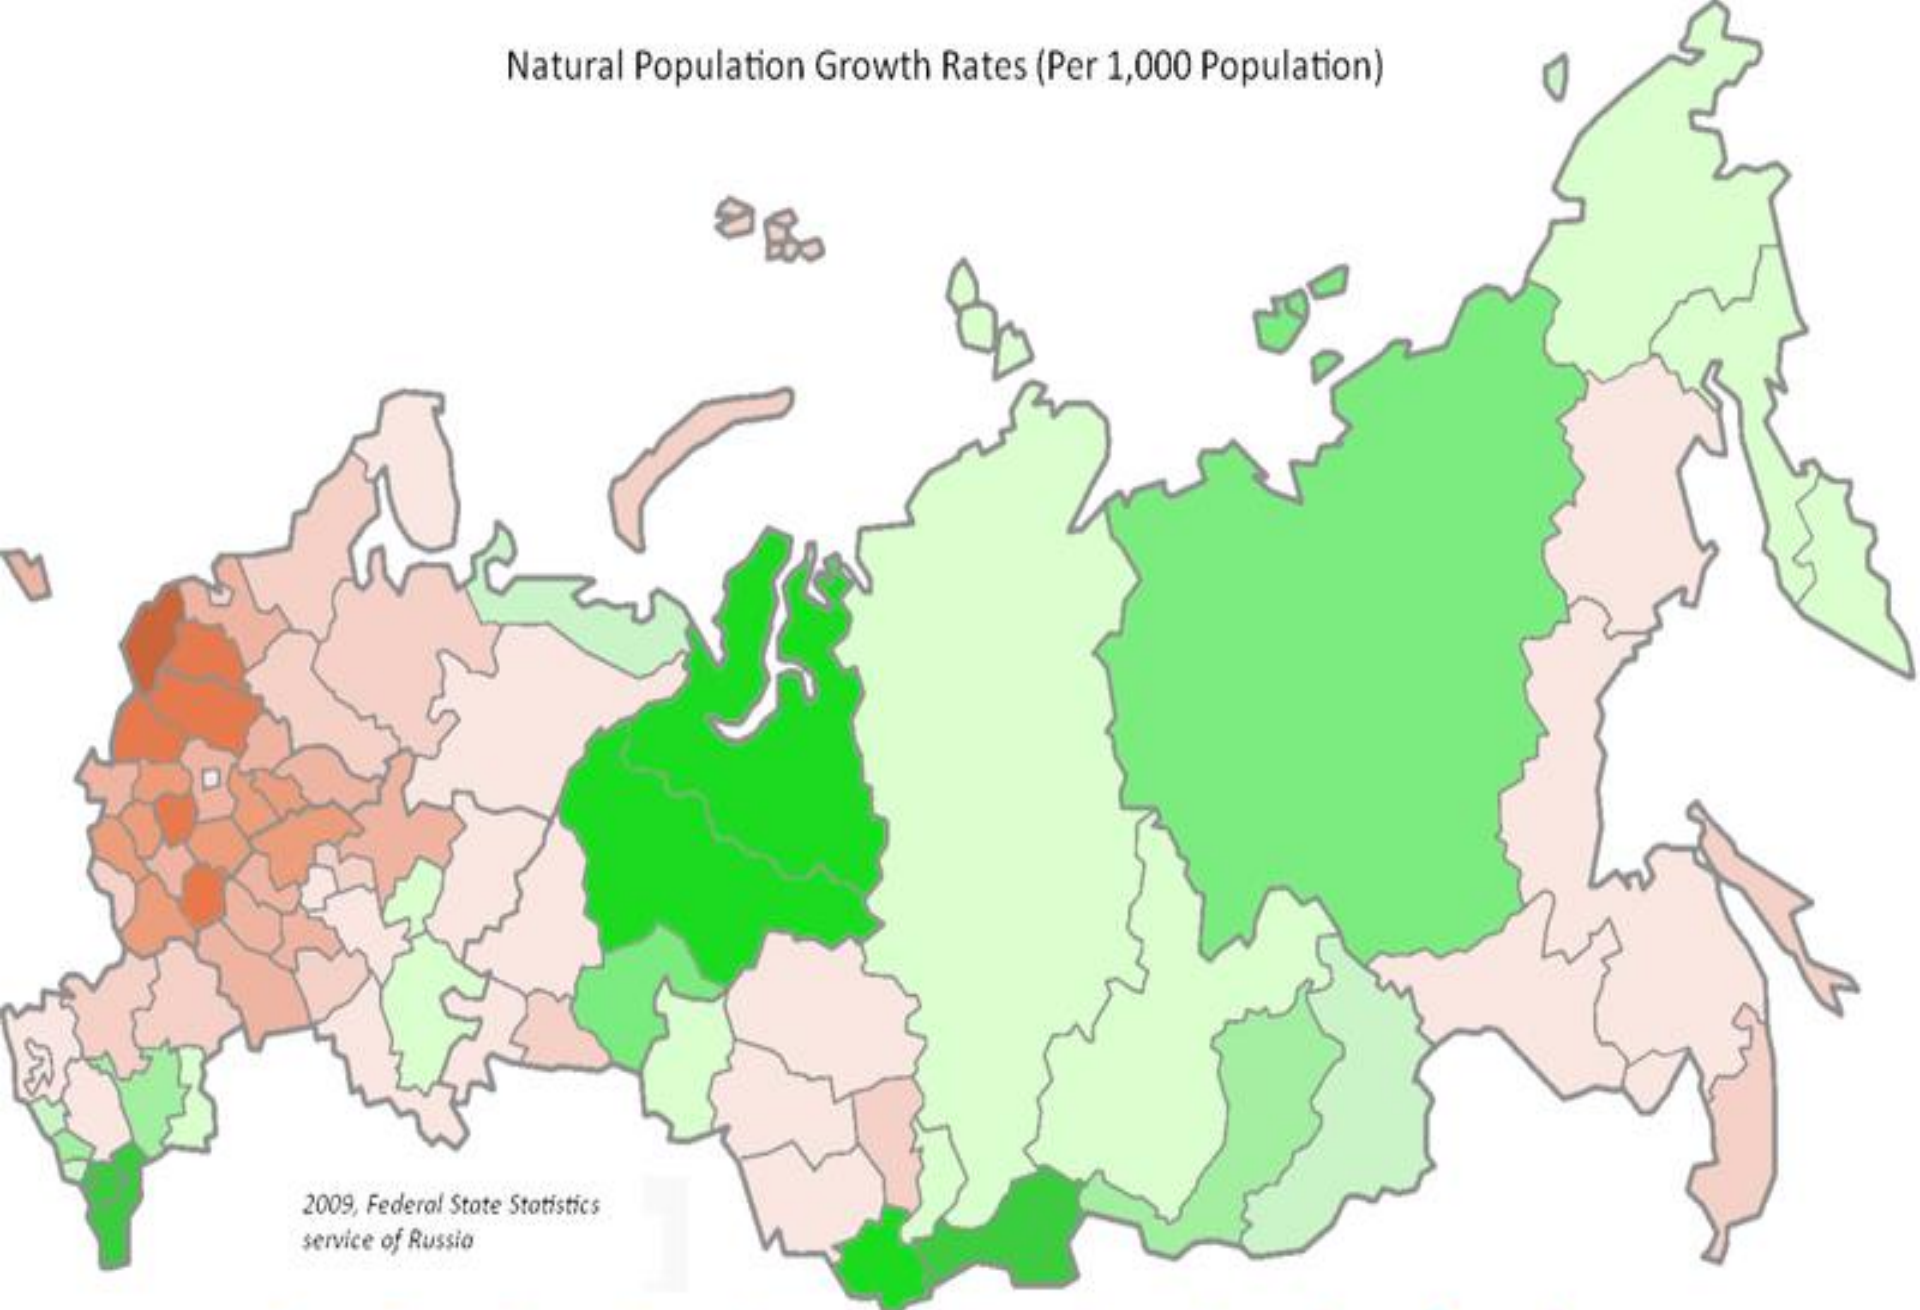 Natural Population Growth Rates (Per 1,000 Population)
2009, Federal State Statistics
service of Russia